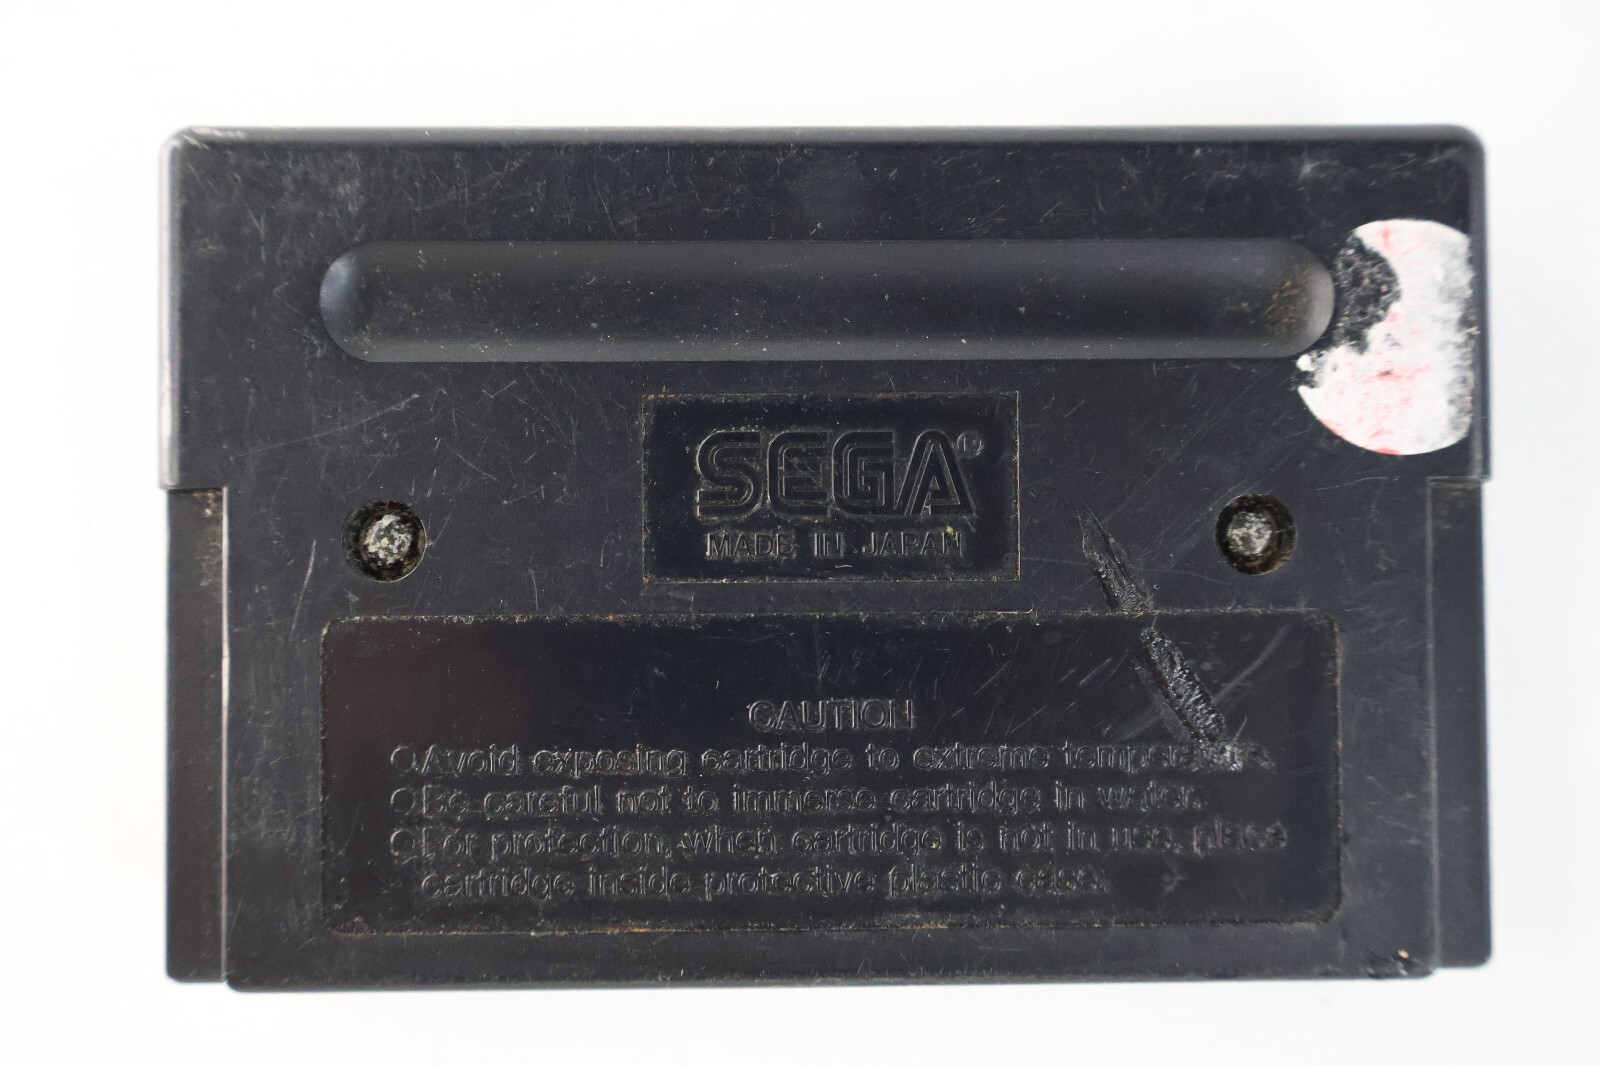 SEGA®
MADE IN JAPAN
CAUTION
○Avoid exposing cartridge to extreme temperature.
○Be careful not to immerse cartridge in water.
○For protection, when cartridge is not in use, place
cartridge inside protective plastic case.